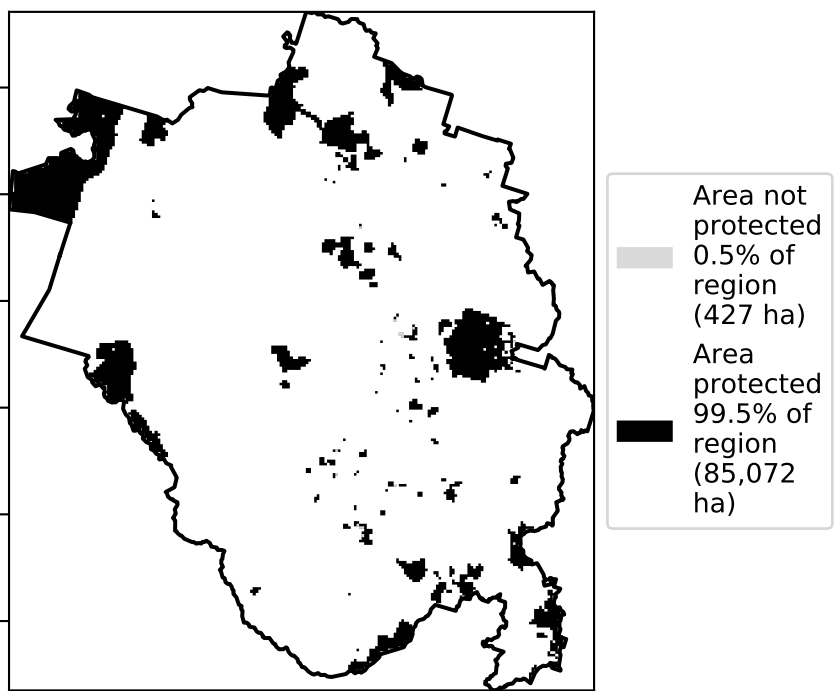 Area not
protected
0.5% of
region
(427 ha)
Area
protected
99.5% of
region
(85,072
ha)